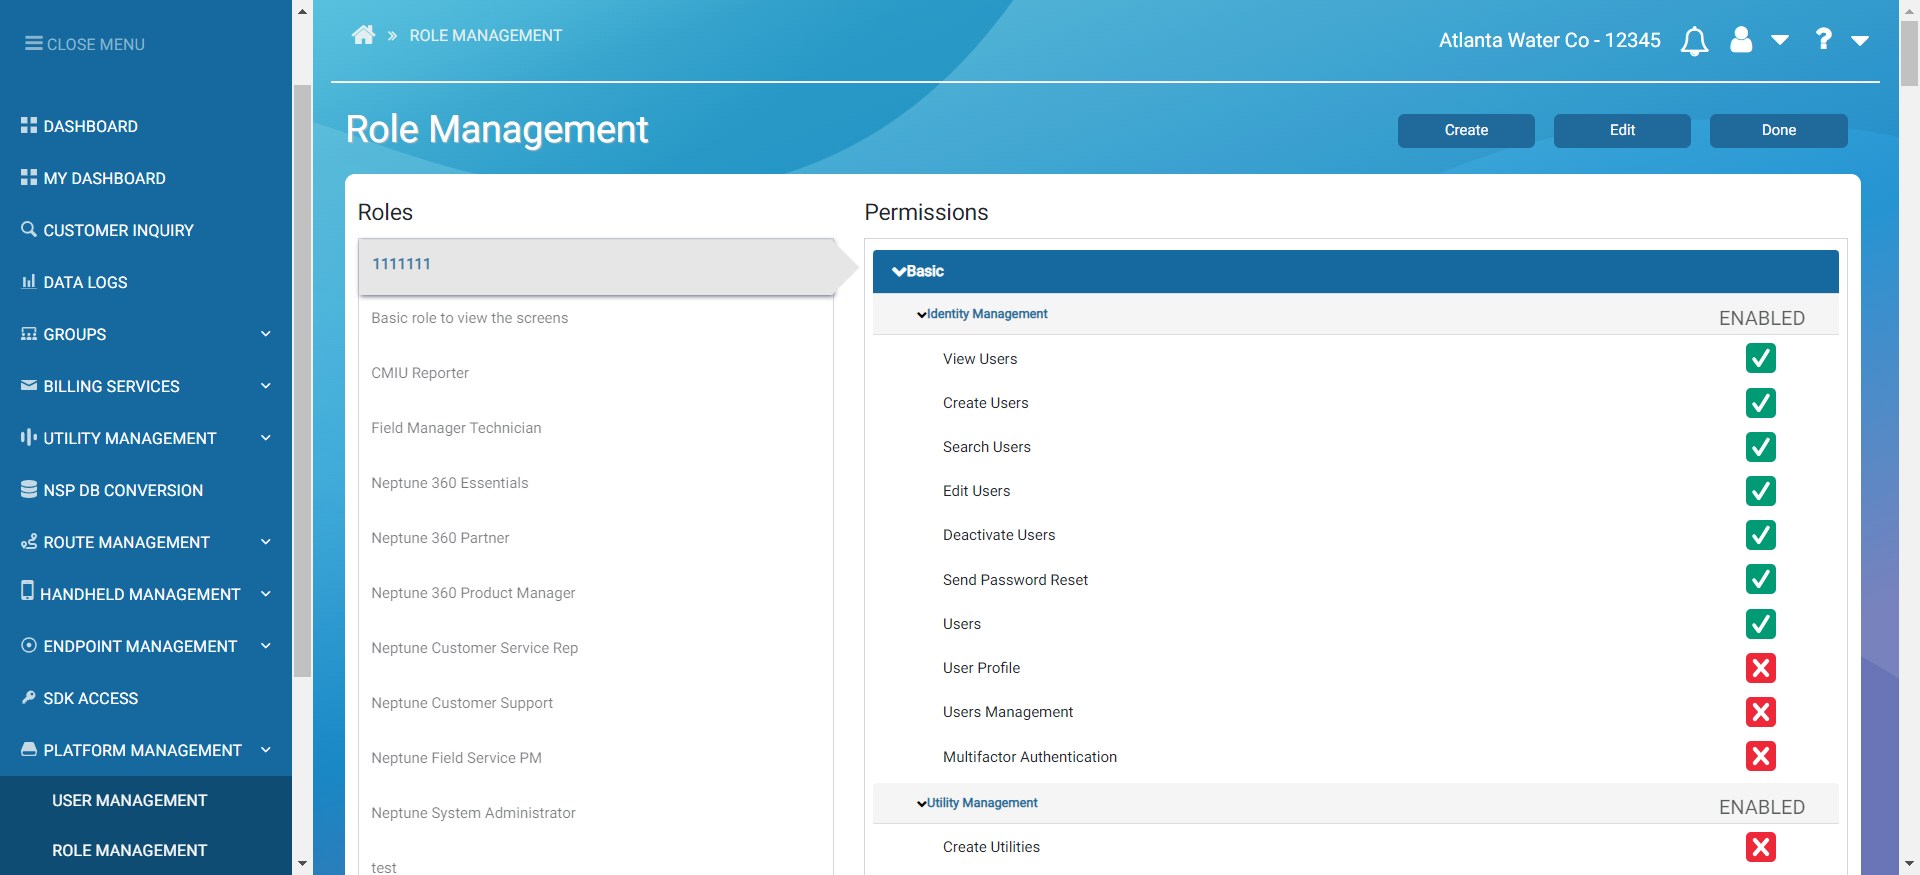 CLOSE MENU
DASHBOARD
MY DASHBOARD
CUSTOMER INQUIRY
DATA LOGS
GROUPS
BILLING SERVICES
UTILITY MANAGEMENT
NSP DB CONVERSION
ROUTE MANAGEMENT
HANDHELD MANAGEMENT
ENDPOINT MANAGEMENT
SDK ACCESS
PLATFORM MANAGEMENT
USER MANAGEMENT
ROLE MANAGEMENT
» ROLE MANAGEMENT
Atlanta Water Co - 12345
?
Role Management
Create
Edit
Done
Roles
1111111
Basic role to view the screens
CMIU Reporter
Field Manager Technician
Neptune 360 Essentials
Neptune 360 Partner
Neptune 360 Product Manager
Neptune Customer Service Rep
Neptune Customer Support
Neptune Field Service PM
Neptune System Administrator
test
Permissions
Basic
Identity Management ENABLED
View Users
Create Users
Search Users
Edit Users
Deactivate Users
Send Password Reset
Users
User Profile
Users Management
Multifactor Authentication
Utility Management ENABLED
Create Utilities